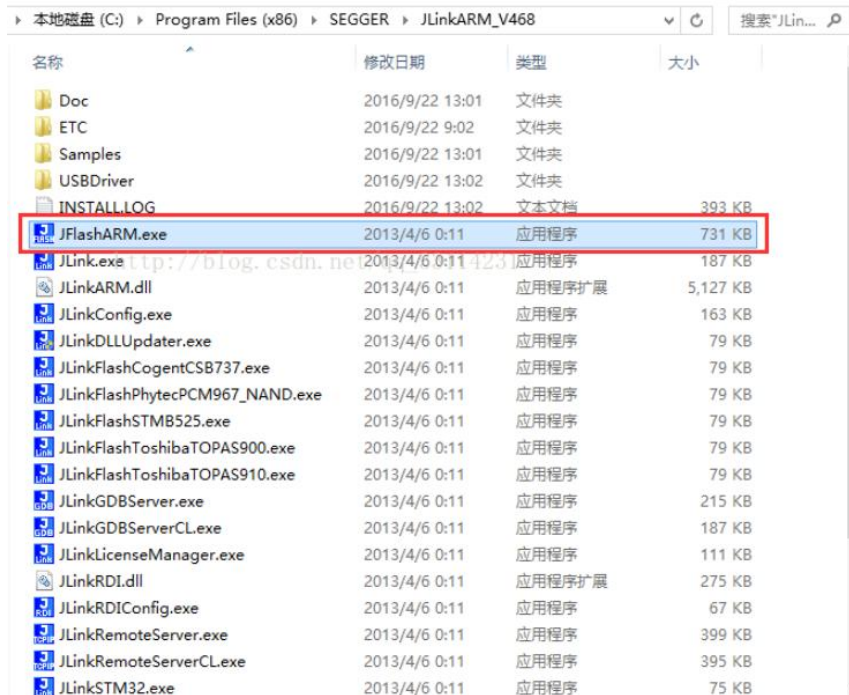 本地磁盘 (C:) Program Files (x86) SEGGER JLinkARM_V468 搜索"JLin...
名称 修改日期 类型 大小
Doc 2016/9/22 13:01 文件夹
ETC 2016/9/22 9:02 文件夹
Samples 2016/9/22 13:01 文件夹
USBDriver 2016/9/22 13:02 文件夹
INSTALL.LOG 2016/9/22 13:02 文本文档 393 KB
JFlashARM.exe 2013/4/6 0:11 应用程序 731 KB
JLink.exe 2013/4/6 0:11 应用程序 187 KB
http://blog.csdn.net
JLinkARM.dll 2013/4/6 0:11 应用程序扩展 5,127 KB
JLinkConfig.exe 2013/4/6 0:11 应用程序 163 KB
JLinkDLLUpdater.exe 2013/4/6 0:11 应用程序 79 KB
JLinkFlashCogentCSB737.exe 2013/4/6 0:11 应用程序 79 KB
JLinkFlashPhytecPCM967_NAND.exe 2013/4/6 0:11 应用程序 79 KB
JLinkFlashSTMB525.exe 2013/4/6 0:11 应用程序 79 KB
JLinkFlashToshibaTOPAS900.exe 2013/4/6 0:11 应用程序 79 KB
JLinkFlashToshibaTOPAS910.exe 2013/4/6 0:11 应用程序 79 KB
JLinkGDBServer.exe 2013/4/6 0:11 应用程序 215 KB
JLinkGDBServerCL.exe 2013/4/6 0:11 应用程序 187 KB
JLinkLicenseManager.exe 2013/4/6 0:11 应用程序 111 KB
JLinkRDI.dll 2013/4/6 0:11 应用程序扩展 275 KB
JLinkRDIConfig.exe 2013/4/6 0:11 应用程序 67 KB
JLinkRemoteServer.exe 2013/4/6 0:11 应用程序 399 KB
JLinkRemoteServerCL.exe 2013/4/6 0:11 应用程序 395 KB
JLinkSTM32.exe 2013/4/6 0:11 应用程序 75 KB